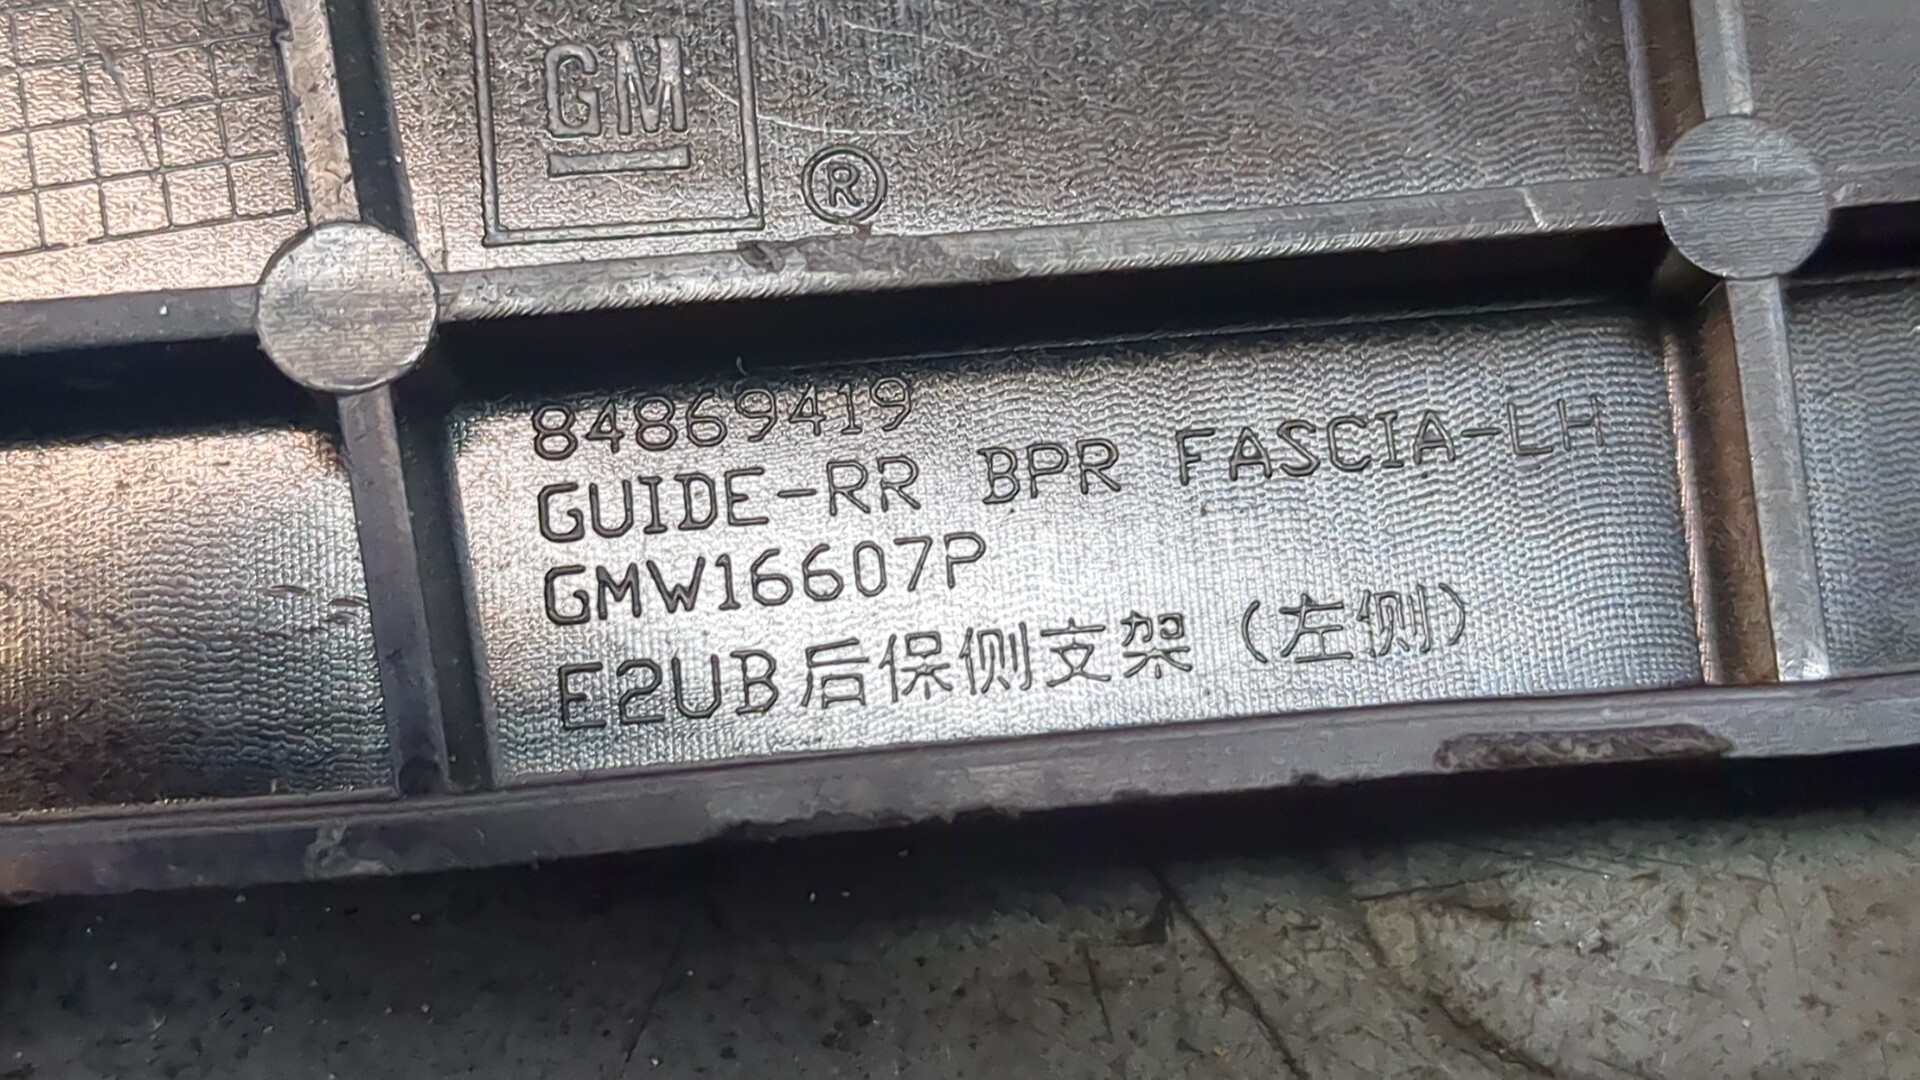 GM
®
84869419
GUIDE-RR BPR FASCIA-LH
GMW16607P
E2UB后保侧支架(左侧)